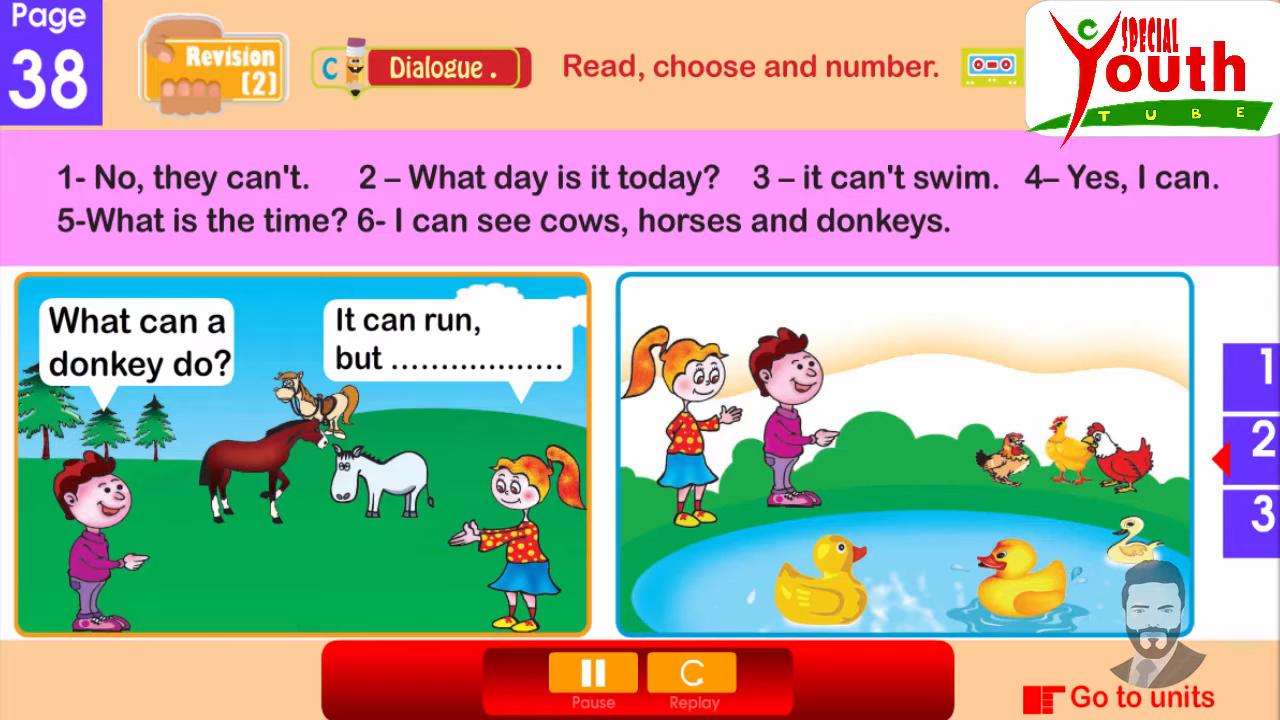 Page
38
Revision
(2)
C
Dialogue .
Read, choose and number.
C
SPECIAL
Youth
TUBE
1- No, they can't. 2 – What day is it today? 3 – it can't swim. 4– Yes, I can.
5-What is the time? 6- I can see cows, horses and donkeys.
What can a
donkey do?
It can run,
but ..................
1
2
3
Pause
Replay
Go to units